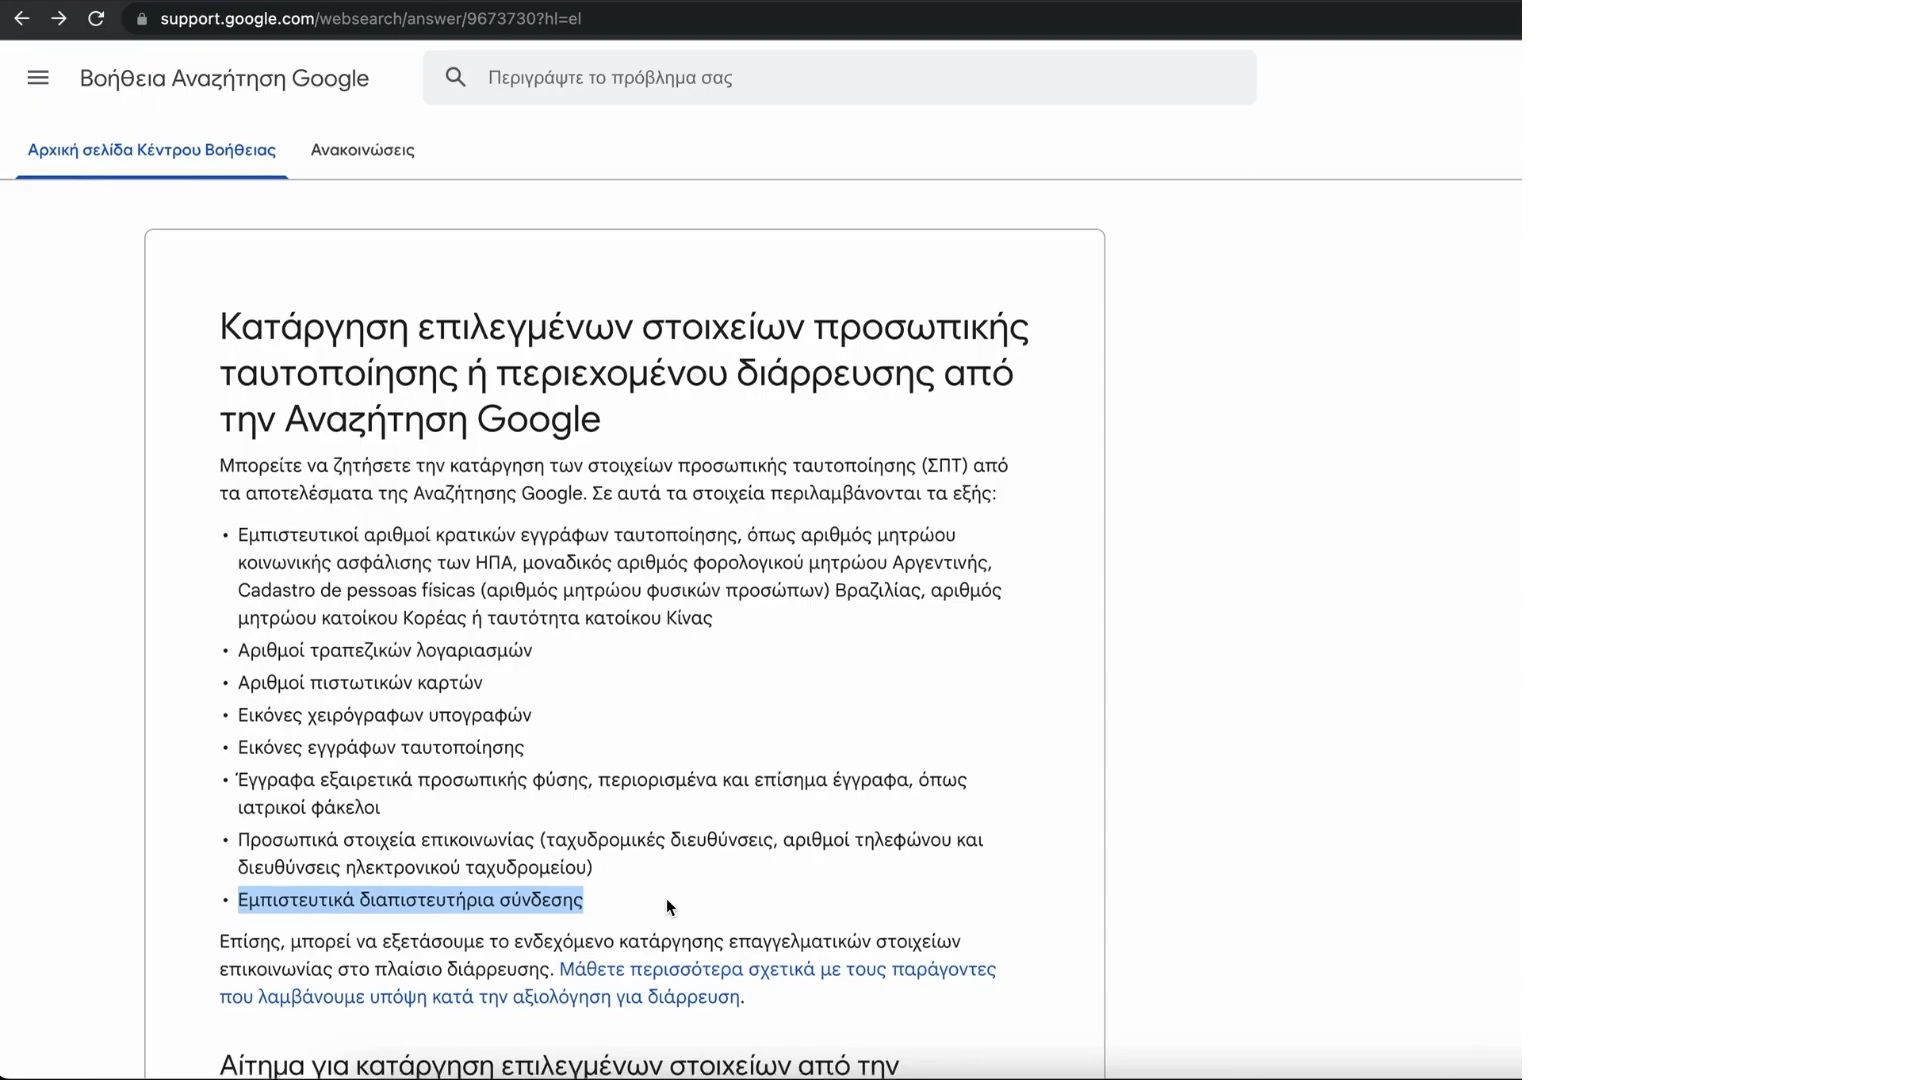 support.google.com/websearch/answer/9673730?hl=el
Βοήθεια Αναζήτηση Google
Περιγράψτε το πρόβλημα σας
Αρχική σελίδα Κέντρου Βοήθειας
Ανακοινώσεις
Κατάργηση επιλεγμένων στοιχείων προσωπικής
ταυτοποίησης ή περιεχομένου διάρρευσης από
την Αναζήτηση Google
Μπορείτε να ζητήσετε την κατάργηση των στοιχείων προσωπικής ταυτοποίησης (ΣΠΤ) από
τα αποτελέσματα της Αναζήτησης Google. Σε αυτά τα στοιχεία περιλαμβάνονται τα εξής:
• Εμπιστευτικοί αριθμοί κρατικών εγγράφων ταυτοποίησης, όπως αριθμός μητρώου
κοινωνικής ασφάλισης των ΗΠΑ, μοναδικός αριθμός φορολογικού μητρώου Αργεντινής,
Cadastro de pessoas físicas (αριθμός μητρώου φυσικών προσώπων) Βραζιλίας, αριθμός
μητρώου κατοίκου Κορέας ή ταυτότητα κατοίκου Κίνας
• Αριθμοί τραπεζικών λογαριασμών
• Αριθμοί πιστωτικών καρτών
• Εικόνες χειρόγραφων υπογραφών
• Εικόνες εγγράφων ταυτοποίησης
• Έγγραφα εξαιρετικά προσωπικής φύσης, περιορισμένα και επίσημα έγγραφα, όπως
ιατρικοί φάκελοι
• Προσωπικά στοιχεία επικοινωνίας (ταχυδρομικές διευθύνσεις, αριθμοί τηλεφώνου και
διευθύνσεις ηλεκτρονικού ταχυδρομείου)
• Εμπιστευτικά διαπιστευτήρια σύνδεσης
Επίσης, μπορεί να εξετάσουμε το ενδεχόμενο κατάργησης επαγγελματικών στοιχείων
επικοινωνίας στο πλαίσιο διάρρευσης. Μάθετε περισσότερα σχετικά με τους παράγοντες
που λαμβάνουμε υπόψη κατά την αξιολόγηση για διάρρευση.
Αίτημα για κατάργηση επιλεγμένων στοιχείων από την